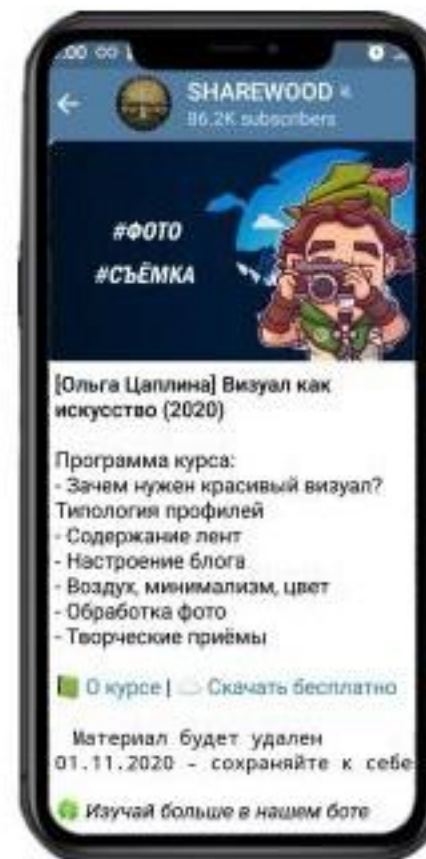 :00
SHAREWOOD
86.2K subscribers
#ФОТО
#СЪЁМКА
[Ольга Цаплина] Визуал как
искусство (2020)
Программа курса:
- Зачем нужен красивый визуал?
Типология профилей
- Содержание лент
- Настроение блога
- Воздух, минимализм, цвет
- Обработка фото
- Творческие приёмы
О курсе | Скачать бесплатно
Материал будет удален
01.11.2020 - сохраняйте к себе
Изучай больше в нашем боте